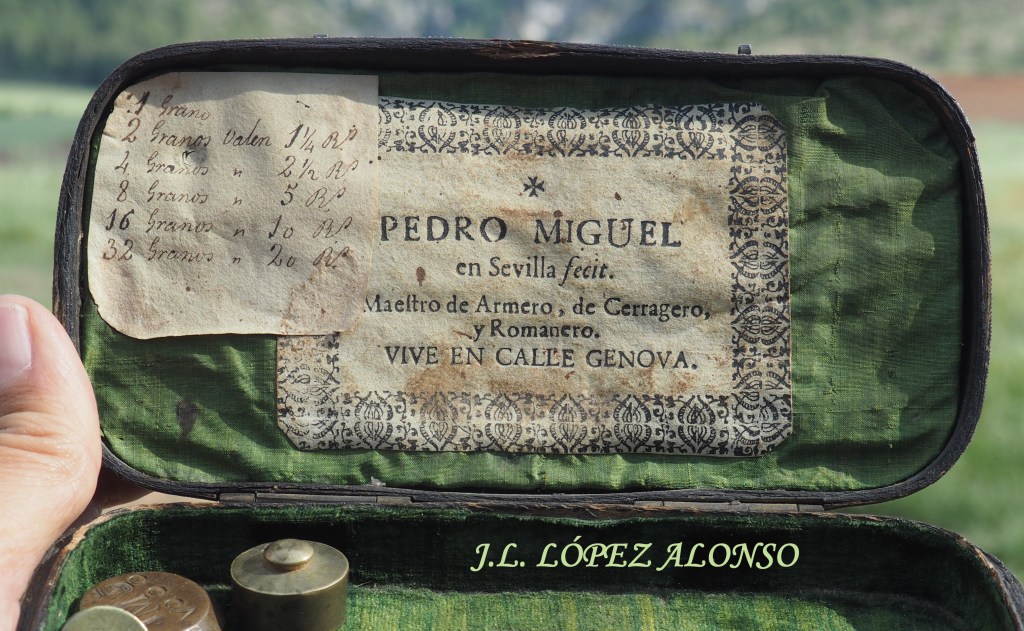 1 Grano
2 Granos Valen 1¼ Rˢ
4 Granos " 2½ Rˢ
8 Granos " 5 Rˢ
16 Granos " 10 Rˢ
32 Granos " 20 Rˢ
PEDRO MIGUEL
en Sevilla fecit.
Maeſtro de Armero, de Cerragero,
y Romanero.
VIVE EN CALLE GENOVA.
J.L. LÓPEZ ALONSO